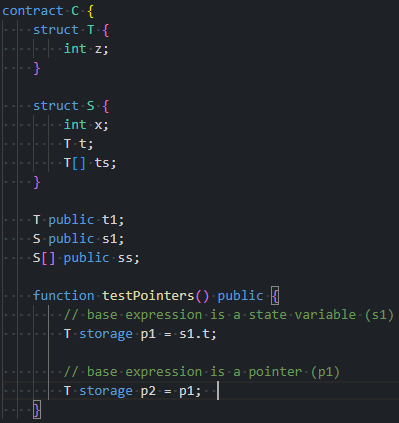 contract C {
    struct T {
        int z;
    }

    struct S {
        int x;
        T t;
        T[] ts;
    }

    T public t1;
    S public s1;
    S[] public ss;

    function testPointers() public {
        // base expression is a state variable (s1)
        T storage p1 = s1.t;

        // base expression is a pointer (p1)
        T storage p2 = p1;
    }